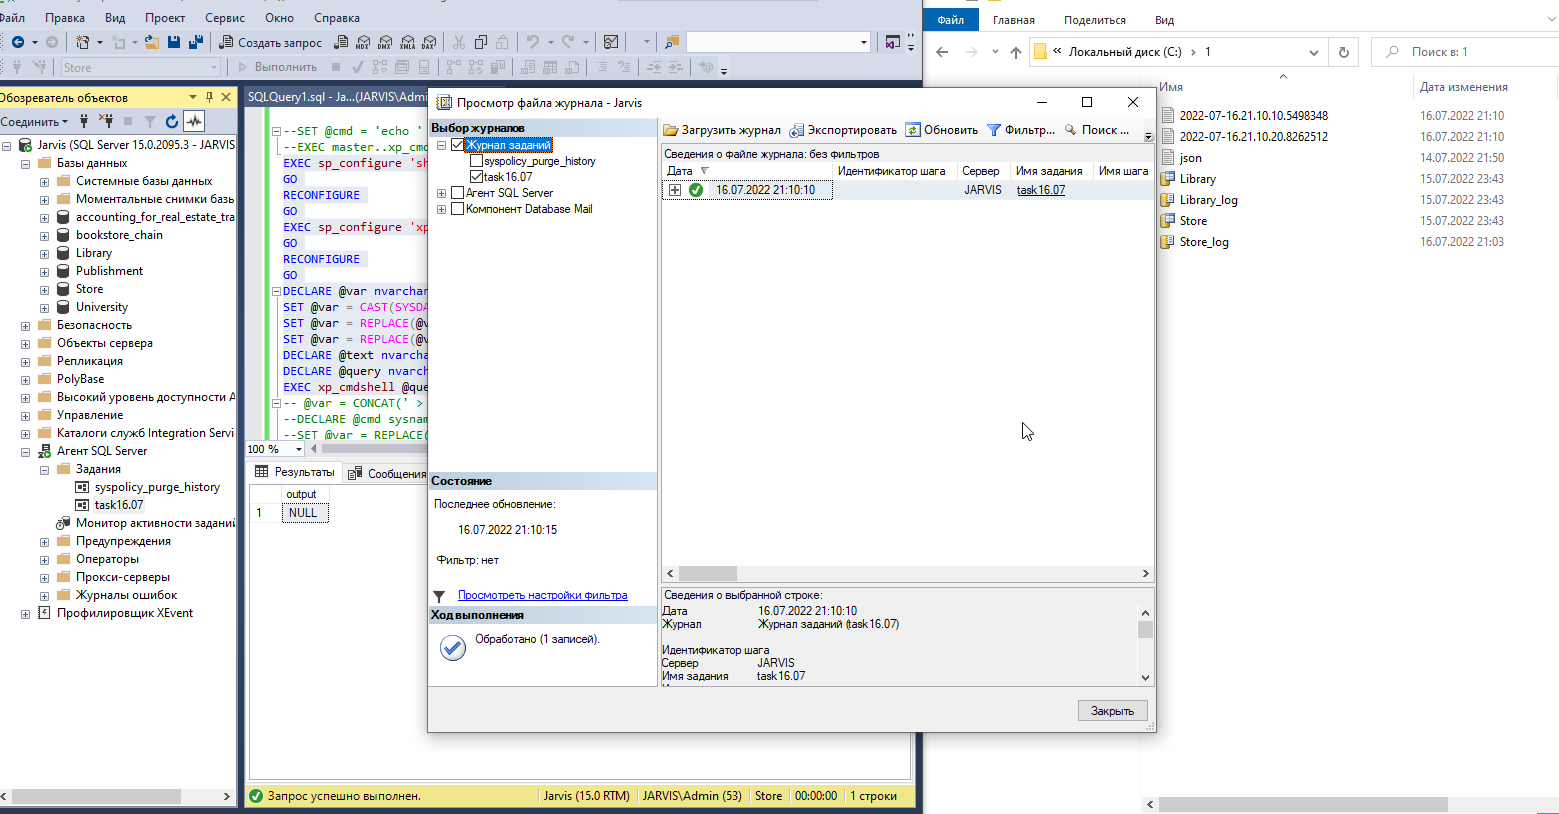 Файл Правка Вид Проект Сервис Окно Справка
Создать запрос MDX DMX XMLA DAX
Store Выполнить
Обозреватель объектов
Соединить
Jarvis (SQL Server 15.0.2095.3 - JARVIS
Базы данных
Системные базы данных
Моментальные снимки базы
accounting_for_real_estate_tra
bookstore_chain
Library
Publishment
Store
University
Безопасность
Объекты сервера
Репликация
PolyBase
Высокий уровень доступности A
Управление
Каталоги служб Integration Servi
Агент SQL Server
Задания
syspolicy_purge_history
task16.07
Монитор активности заданий
Предупреждения
Операторы
Прокси-серверы
Журналы ошибок
Профилировщик XEvent
SQLQuery1.sql - Ja...(JARVIS\Admin
--SET @cmd = 'echo '
--EXEC master..xp_cm
EXEC sp_configure 'sh
GO
RECONFIGURE
GO
EXEC sp_configure 'xp
GO
RECONFIGURE
GO
DECLARE @var nvarchar
SET @var = CAST(SYSDA
SET @var = REPLACE(@v
SET @var = REPLACE(@v
DECLARE @text nvarcha
DECLARE @query nvarch
EXEC xp_cmdshell @que
-- @var = CONCAT(' >
--DECLARE @cmd sysnam
--SET @var = REPLACE(
100 %
Результаты Сообщения
output
1 NULL
Запрос успешно выполнен. Jarvis (15.0 RTM) JARVIS\Admin (53) Store 00:00:00 1 строки
Просмотр файла журнала - Jarvis
Выбор журналов
Журнал заданий
syspolicy_purge_history
task16.07
Агент SQL Server
Компонент Database Mail
Состояние
Последнее обновление:
16.07.2022 21:10:15
Фильтр: нет
Просмотреть настройки фильтра
Ход выполнения
Обработано (1 записей).
Загрузить журнал Экспортировать Обновить Фильтр... Поиск ...
Сведения о файле журнала: без фильтров
Дата Идентификатор шага Сервер Имя задания Имя шага
16.07.2022 21:10:10 JARVIS task16.07
Сведения о выбранной строке:
Дата 16.07.2022 21:10:10
Журнал Журнал заданий (task16.07)
Идентификатор шага
Сервер JARVIS
Имя задания task16.07
Закрыть
Файл Главная Поделиться Вид
« Локальный диск (C:) › 1 Поиск в: 1
Имя Дата изменения
2022-07-16.21.10.10.5498348 16.07.2022 21:10
2022-07-16.21.10.20.8262512 16.07.2022 21:10
json 14.07.2022 21:50
Library 15.07.2022 23:43
Library_log 15.07.2022 23:43
Store 15.07.2022 23:43
Store_log 16.07.2022 21:03